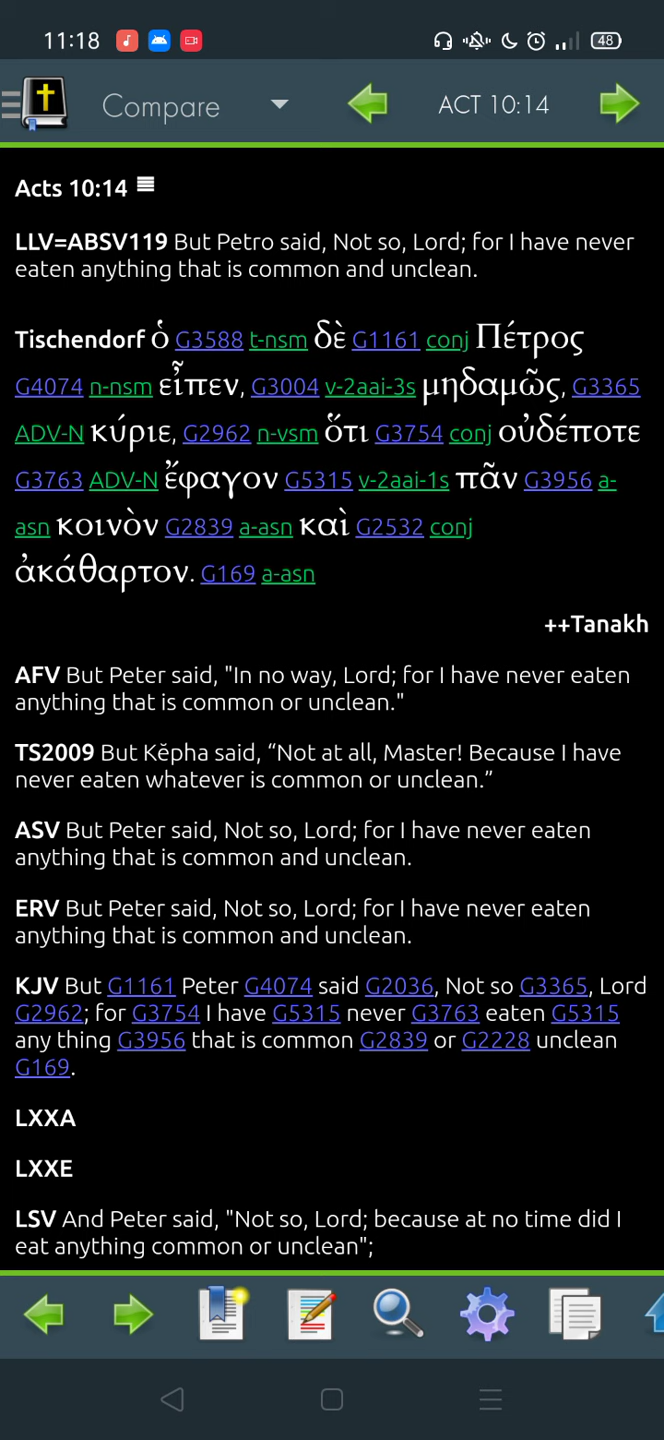 11:18
48
Compare
ACT 10:14
Acts 10:14
LLV=ABSV119 But Petro said, Not so, Lord; for I have never
eaten anything that is common and unclean.
Tischendorf ὁ G3588 t-nsm δὲ G1161 conj Πέτρος
G4074 n-nsm εἶπεν, G3004 v-2aai-3s μηδαμῶς, G3365
ADV-N κύριε, G2962 n-vsm ὅτι G3754 conj οὐδέποτε
G3763 ADV-N ἔφαγον G5315 v-2aai-1s πᾶν G3956 a-
asn κοινὸν G2839 a-asn καὶ G2532 conj
ἀκάθαρτον. G169 a-asn
++Tanakh
AFV But Peter said, "In no way, Lord; for I have never eaten
anything that is common or unclean."
TS2009 But Kĕpha said, “Not at all, Master! Because I have
never eaten whatever is common or unclean.”
ASV But Peter said, Not so, Lord; for I have never eaten
anything that is common and unclean.
ERV But Peter said, Not so, Lord; for I have never eaten
anything that is common and unclean.
KJV But G1161 Peter G4074 said G2036, Not so G3365, Lord
G2962; for G3754 I have G5315 never G3763 eaten G5315
any thing G3956 that is common G2839 or G2228 unclean
G169.
LXXA
LXXE
LSV And Peter said, "Not so, Lord; because at no time did I
eat anything common or unclean";